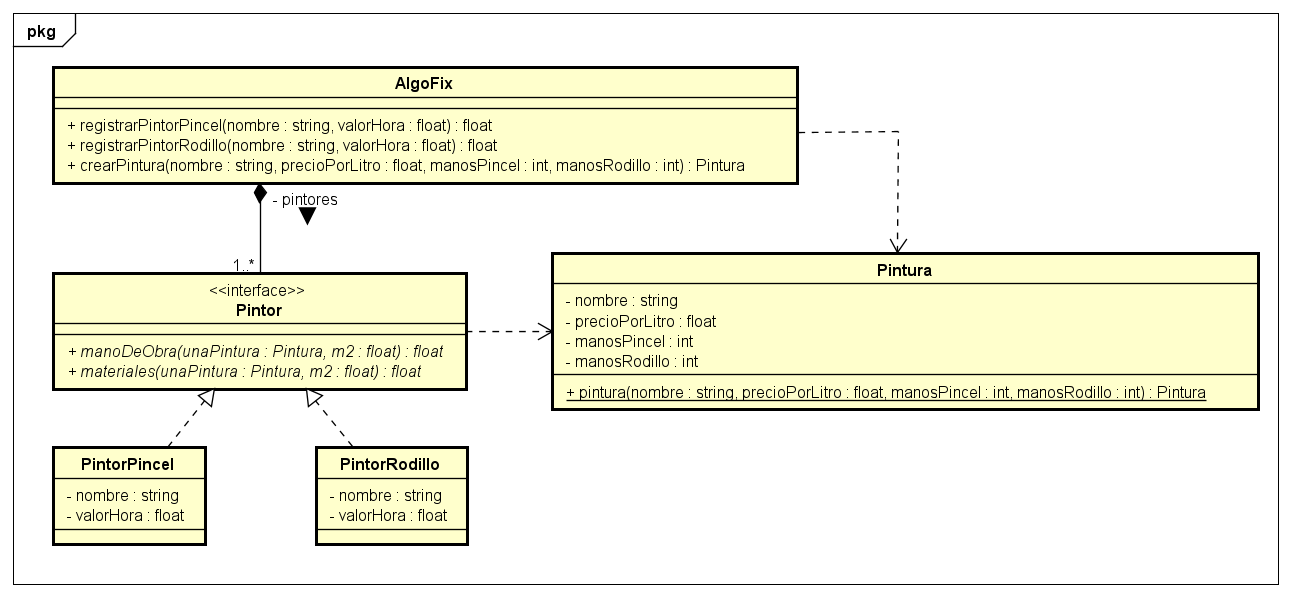 pkg
AlgoFix
+ registrarPintorPincel(nombre : string, valorHora : float) : float
+ registrarPintorRodillo(nombre : string, valorHora : float) : float
+ crearPintura(nombre : string, precioPorLitro : float, manosPincel : int, manosRodillo : int) : Pintura
- pintores
1..*
<<interface>>
Pintor
+ manoDeObra(unaPintura : Pintura, m2 : float) : float
+ materiales(unaPintura : Pintura, m2 : float) : float
Pintura
- nombre : string
- precioPorLitro : float
- manosPincel : int
- manosRodillo : int
+ pintura(nombre : string, precioPorLitro : float, manosPincel : int, manosRodillo : int) : Pintura
PintorPincel
- nombre : string
- valorHora : float
PintorRodillo
- nombre : string
- valorHora : float